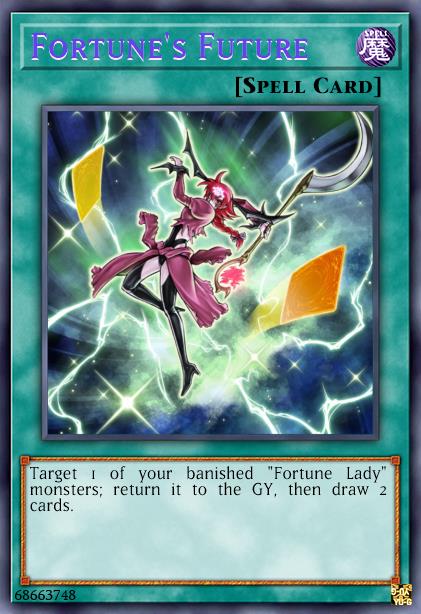 Fortune's Future
SPELL
魔
[Spell Card]
Target 1 of your banished "Fortune Lady"
monsters; return it to the GY, then draw 2
cards.
68663748